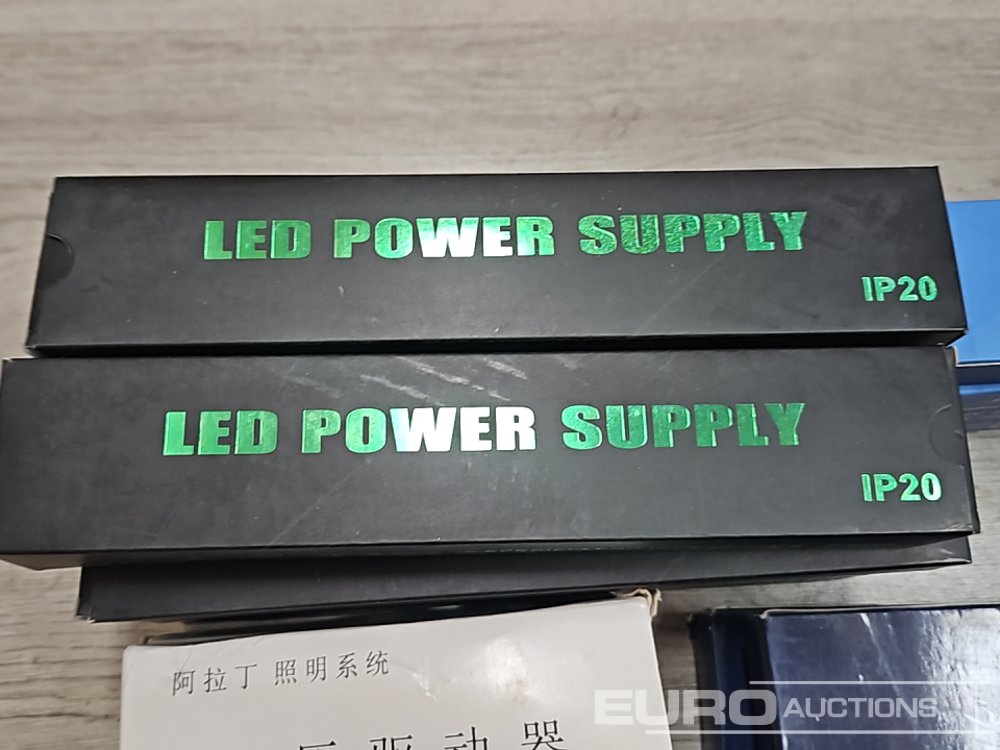 LED POWER SUPPLY
IP20
LED POWER SUPPLY
IP20
阿拉丁 照明系统
驱动器
EURO AUCTIONS